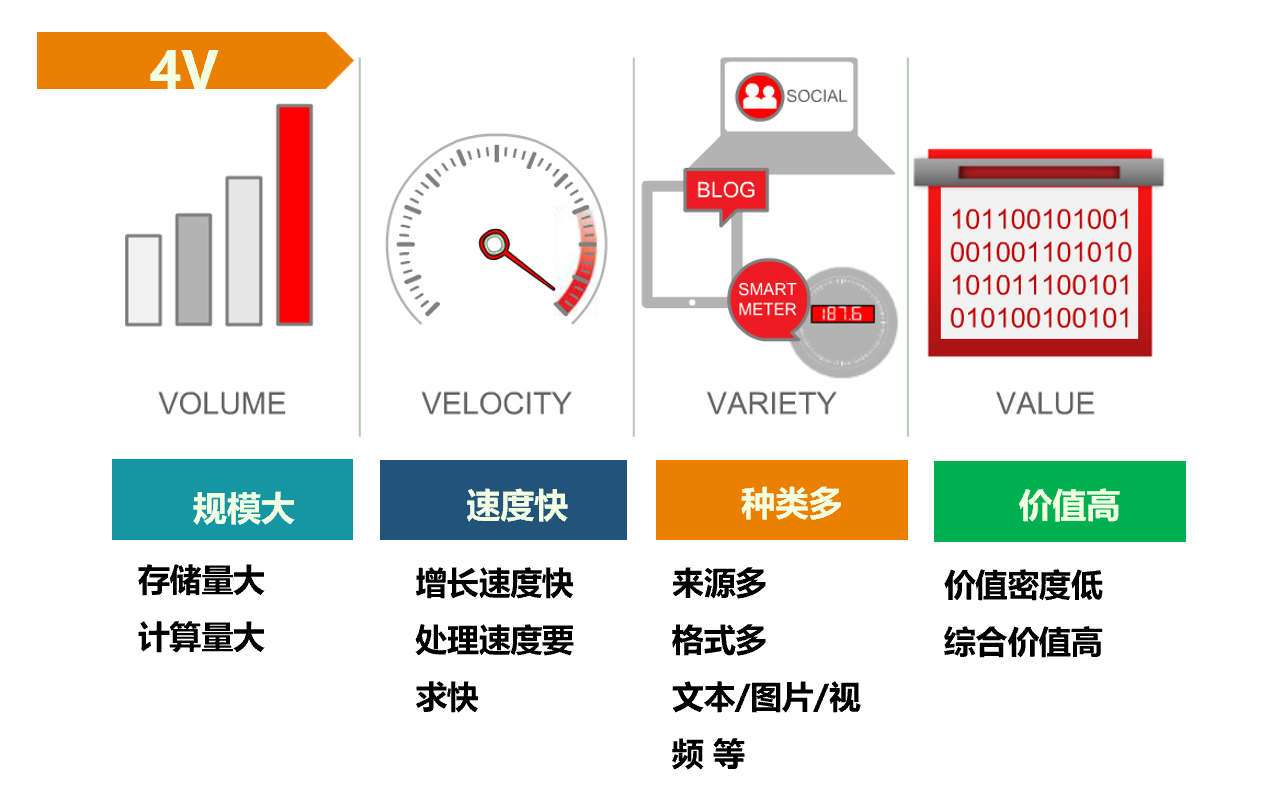 4V
SOCIAL
BLOG
SMART
METER
187.6
101100101001
001001101010
101011100101
010100100101
VOLUME
VELOCITY
VARIETY
VALUE
规模大
速度快
种类多
价值高
存储量大
计算量大
增长速度快
处理速度要
求快
来源多
格式多
文本/图片/视
频 等
价值密度低
综合价值高